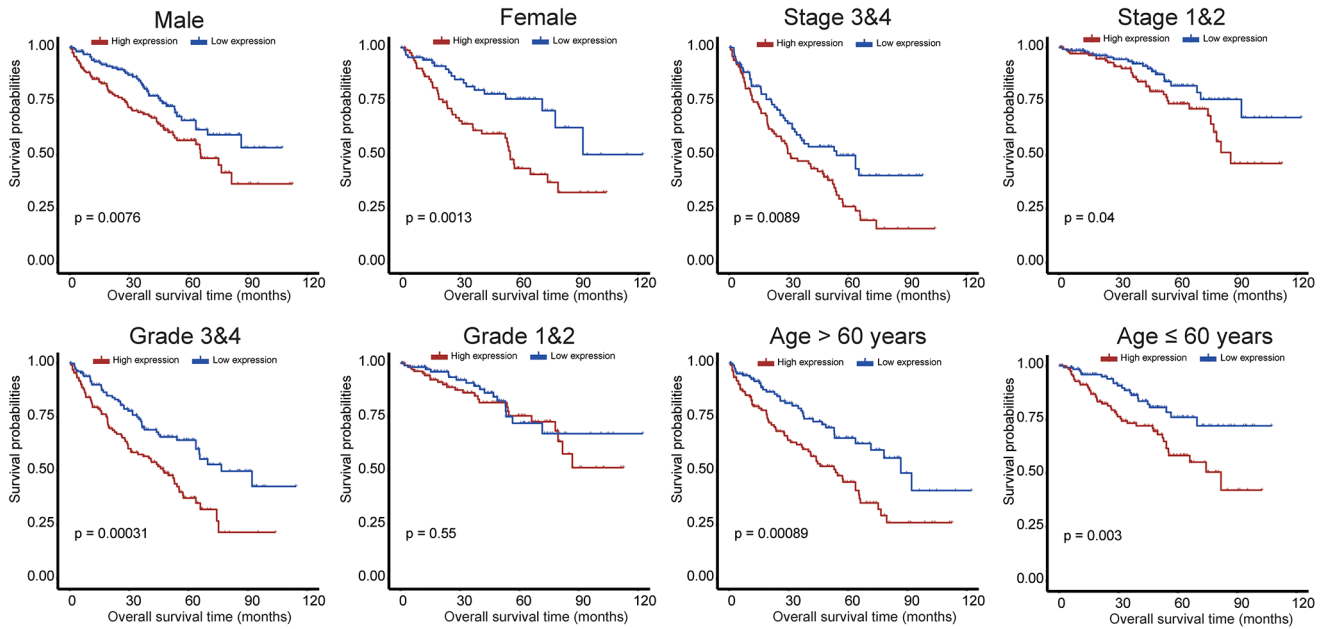 Male
High expression Low expression
Survival probabilities
1.00
0.75
0.50
0.25
0.00
p = 0.0076
0 30 60 90 120
Overall survival time (months)
Female
High expression Low expression
Survival probabilities
1.00
0.75
0.50
0.25
0.00
p = 0.0013
0 30 60 90 120
Overall survival time (months)
Stage 3&4
High expression Low expression
Survival probabilities
1.00
0.75
0.50
0.25
0.00
p = 0.0089
0 30 60 90 120
Overall survival time (months)
Stage 1&2
High expression Low expression
Survival probabilities
1.00
0.75
0.50
0.25
0.00
p = 0.04
0 30 60 90 120
Overall survival time (months)
Grade 3&4
High expression Low expression
Survival probabilities
1.00
0.75
0.50
0.25
0.00
p = 0.00031
0 30 60 90 120
Overall survival time (months)
Grade 1&2
High expression Low expression
Survival probabilities
1.00
0.75
0.50
0.25
0.00
p = 0.55
0 30 60 90 120
Overall survival time (months)
Age > 60 years
High expression Low expression
Survival probabilities
1.00
0.75
0.50
0.25
0.00
p = 0.00089
0 30 60 90 120
Overall survival time (months)
Age ≤ 60 years
High expression Low expression
Survival probabilities
1.00
0.75
0.50
0.25
0.00
p = 0.003
0 30 60 90 120
Overall survival time (months)